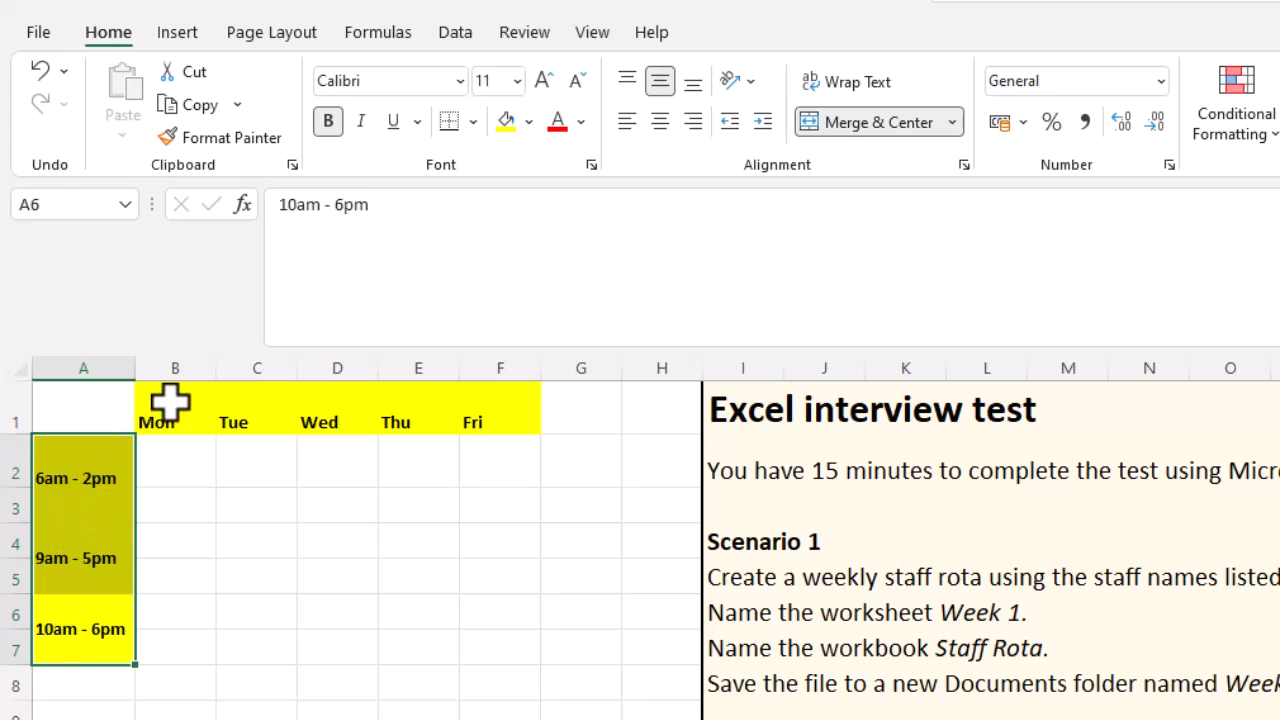 File Home Insert Page Layout Formulas Data Review View Help
Cut
Copy
Format Painter
Paste
Undo Clipboard
Calibri 11
B I U A
Font
Wrap Text
Merge & Center
Alignment
General
% 
Number
Conditional
Formatting
A6
fx
10am - 6pm
A B C D E F G H I J K L M N O
1 Mon Tue Wed Thu Fri
2 6am - 2pm
3
4 9am - 5pm
5
6 10am - 6pm
7
8
Excel interview test
You have 15 minutes to complete the test using Micr
Scenario 1
Create a weekly staff rota using the staff names listed
Name the worksheet Week 1.
Name the workbook Staff Rota.
Save the file to a new Documents folder named Week